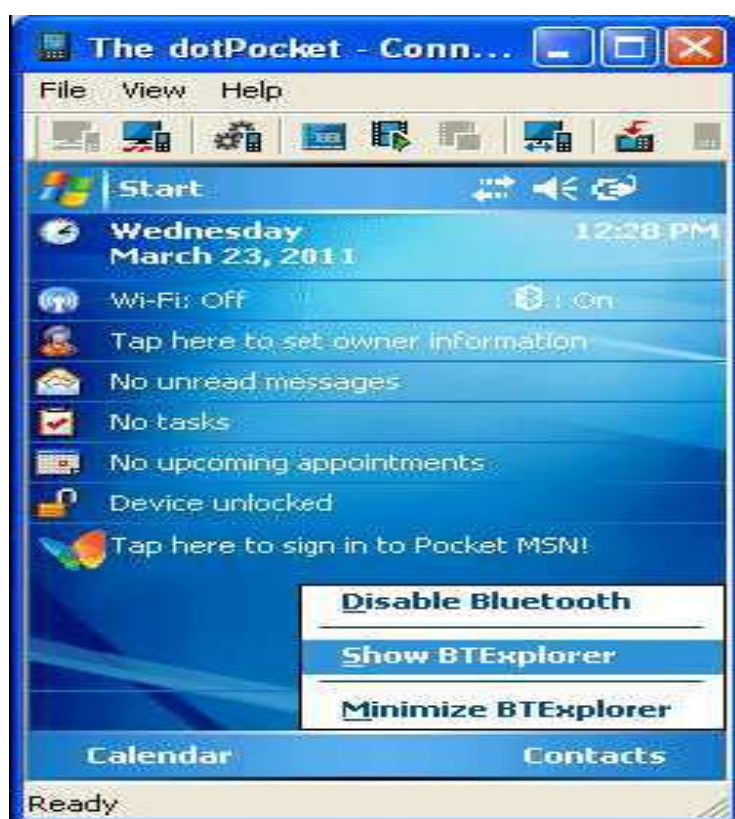 The dotPocket - Conn...
File View Help
Start
Wednesday 12:28 PM
March 23, 2011
Wi-Fi: Off : On
Tap here to set owner information
No unread messages
No tasks
No upcoming appointments
Device unlocked
Tap here to sign in to Pocket MSN!
Disable Bluetooth
Show BTExplorer
Minimize BTExplorer
Calendar Contacts
Ready